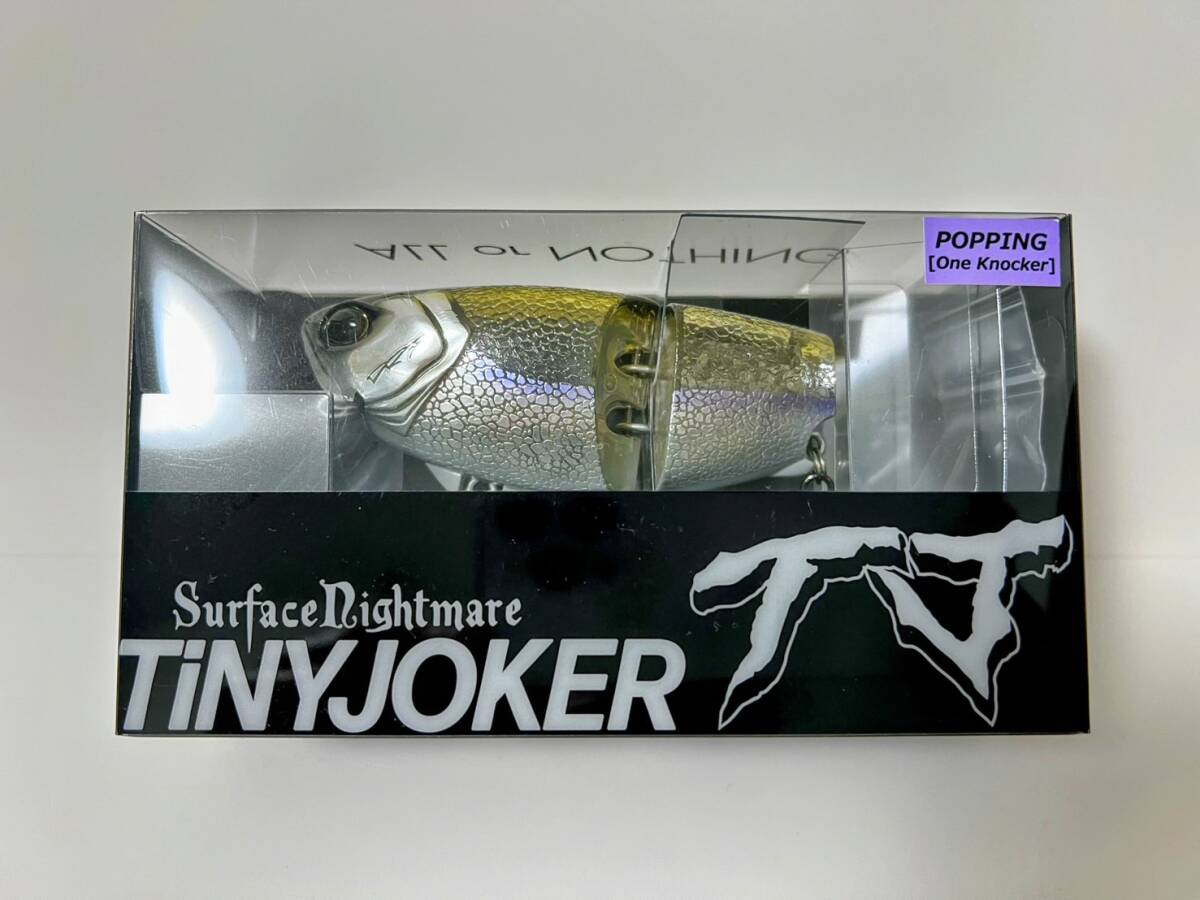 ALL or NOTHING
POPPING
[One Knocker]
SurfaceNightmare
TiNYJOKER
TJ